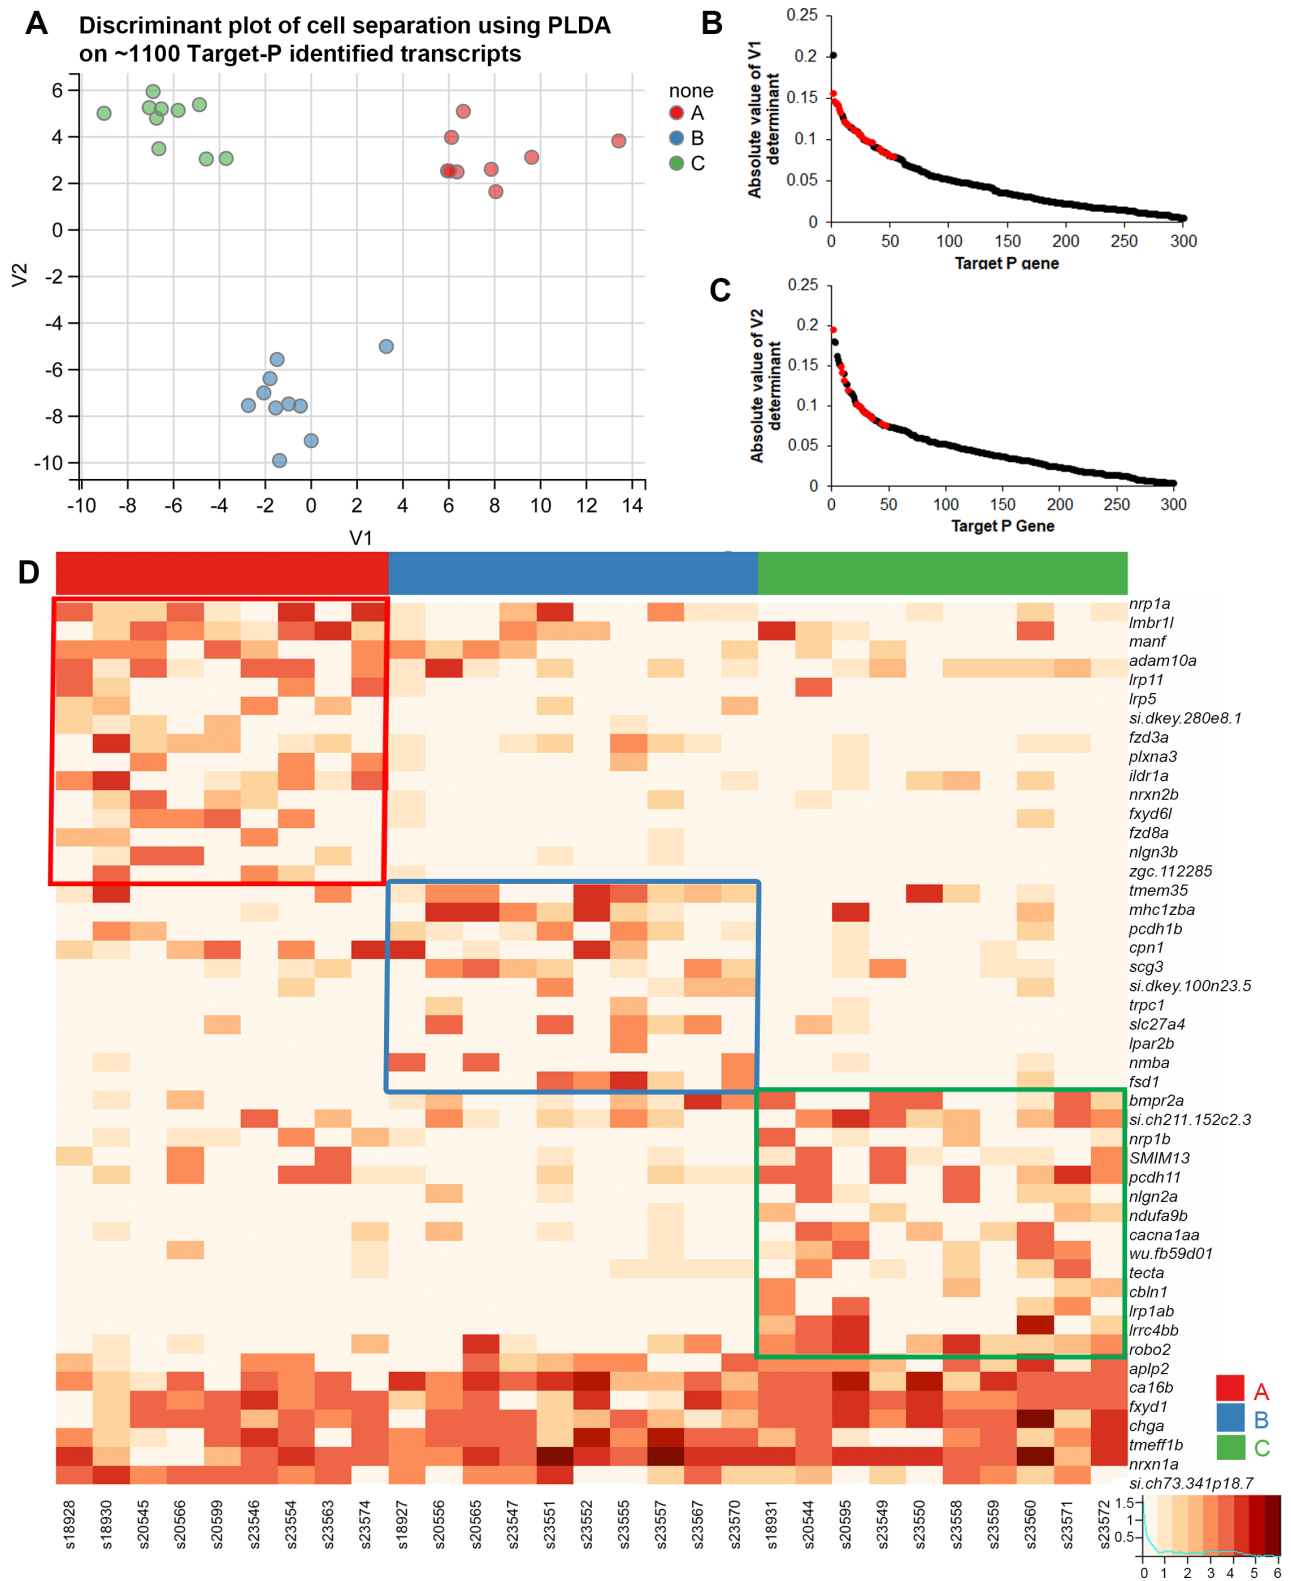 A
Discriminant plot of cell separation using PLDA
on ~1100 Target-P identified transcripts
6
4
2
0
-2
-4
-6
-8
-10
V2
-10 -8 -6 -4 -2 0 2 4 6 8 10 12 14
V1
none
A
B
C
B
0.25
0.2
0.15
0.1
0.05
0
Absolute value of V1
determinant
0 50 100 150 200 250 300
Target P gene
C
0.25
0.2
0.15
0.1
0.05
0
Absolute value of V2
determinant
0 50 100 150 200 250 300
Target P Gene
D
nrp1a
lmbr1l
manf
adam10a
lrp11
lrp5
si.dkey.280e8.1
fzd3a
plxna3
ildr1a
nrxn2b
fxyd6l
fzd8a
nlgn3b
zgc.112285
tmem35
mhc1zba
pcdh1b
cpn1
scg3
si.dkey.100n23.5
trpc1
slc27a4
lpar2b
nmba
fsd1
bmpr2a
si.ch211.152c2.3
nrp1b
SMIM13
pcdh11
nlgn2a
ndufa9b
cacna1aa
wu.fb59d01
tecta
cbln1
lrp1ab
lrrc4bb
robo2
aplp2
ca16b
fxyd1
chga
tmeff1b
nrxn1a
si.ch73.341p18.7
A
B
C
s18928 s18930 s20545 s20566 s20599 s23546 s23554 s23563 s23574 s18927 s20556 s20565 s23547 s23551 s23552 s23555 s23557 s23567 s23570 s18931 s20544 s20595 s23549 s23550 s23558 s23559 s23560 s23571 s23572
1.5
1
0.5
0 1 2 3 4 5 6